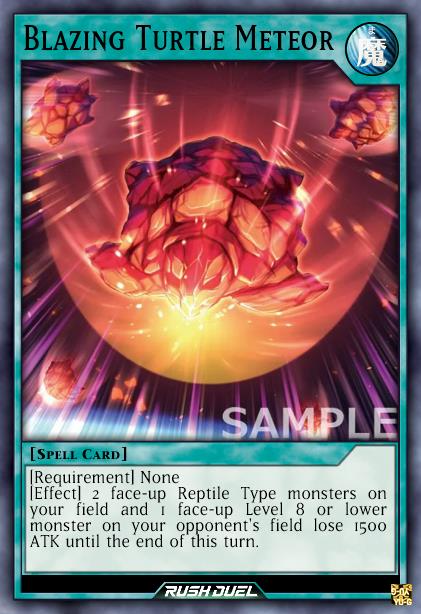 Blazing Turtle Meteor
ま
魔
SAMPLE
[Spell Card]
[Requirement] None
[Effect] 2 face-up Reptile Type monsters on
your field and 1 face-up Level 8 or lower
monster on your opponent's field lose 1500
ATK until the end of this turn.
RUSH DUEL